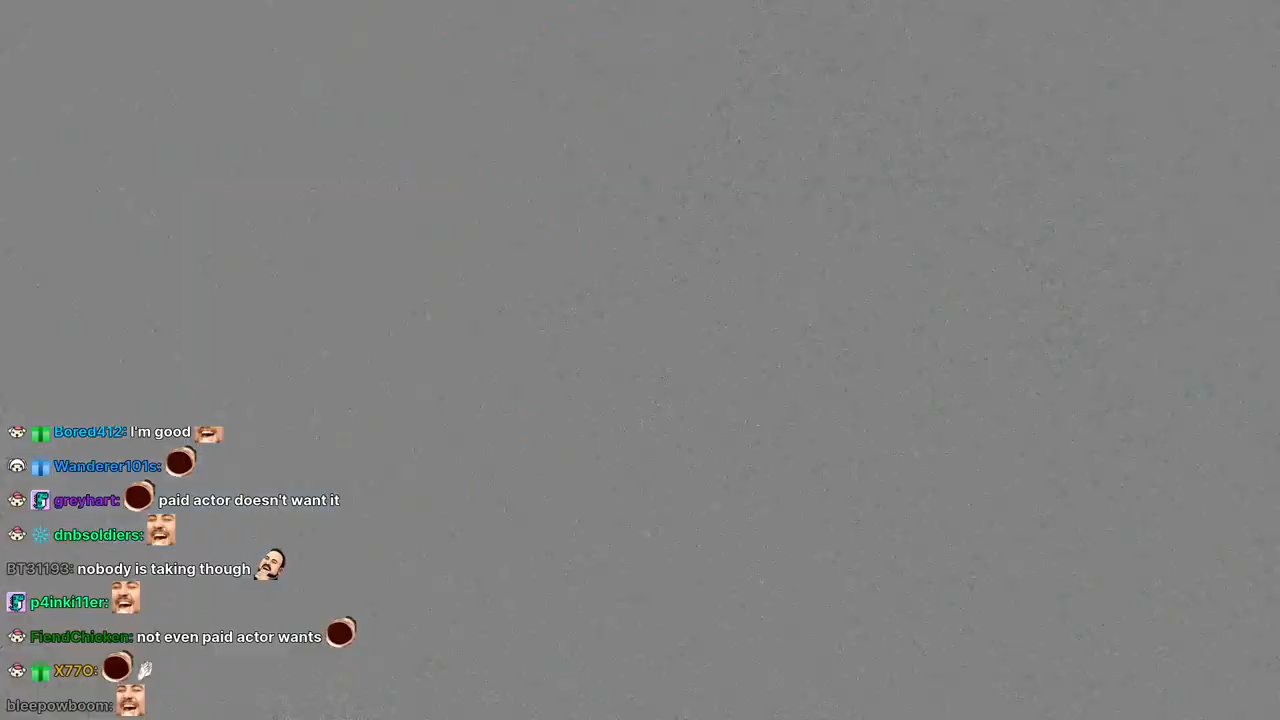 Bored412: I'm good
Wanderer101s:
greyhart: paid actor doesn't want it
dnbsoldiers:
BT31193: nobody is taking though
p4inki11er:
FiendChicken: not even paid actor wants
X77O:
bleepowboom: